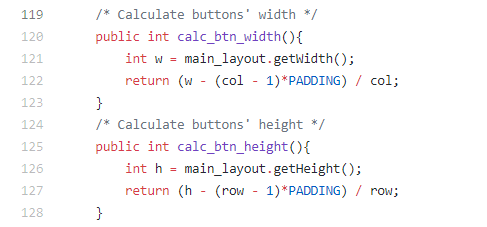 119 /* Calculate buttons' width */
120 public int calc_btn_width(){
121 int w = main_layout.getWidth();
122 return (w - (col - 1)*PADDING) / col;
123 }
124 /* Calculate buttons' height */
125 public int calc_btn_height(){
126 int h = main_layout.getHeight();
127 return (h - (row - 1)*PADDING) / row;
128 }